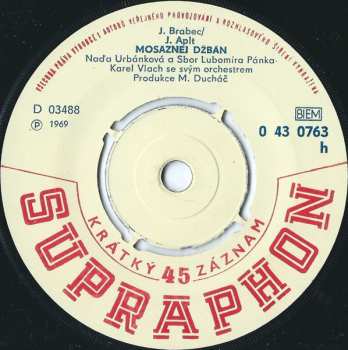 VŠECHNA PRÁVA VÝROBCE I AUTORŮ VEŘEJNÉHO PROVOZOVÁNÍ A ROZHLASOVÉHO ŠÍŘENÍ VYHRAŽENA
J. Brabec/
J. Aplt
MOSAZNEJ DŽBÁN
Naďa Urbánková a Sbor Lubomíra Pánka-
Karel Vlach se svým orchestrem
Produkce M. Ducháč
D 03488
Ⓟ 1969
BIEM
0 43 0763
h
KRÁTKÝ 45 ZÁZNAM
SUPRAPHON